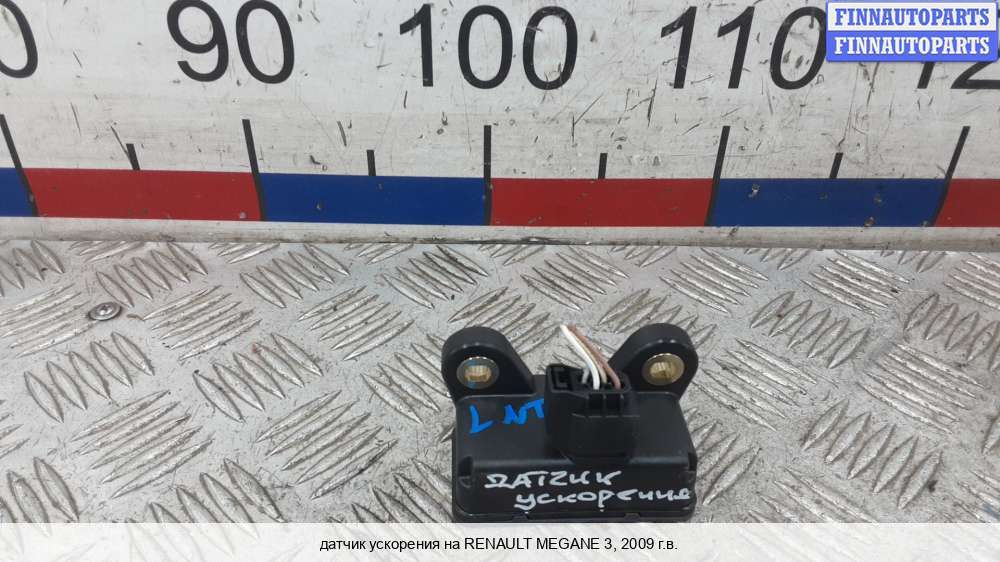 FINNAUTOPARTS
FINNAUTOPARTS
90 100 110
L NT
ДАТЧИК
УСКОРЕНИЯ
датчик ускорения на RENAULT MEGANE 3, 2009 г.в.